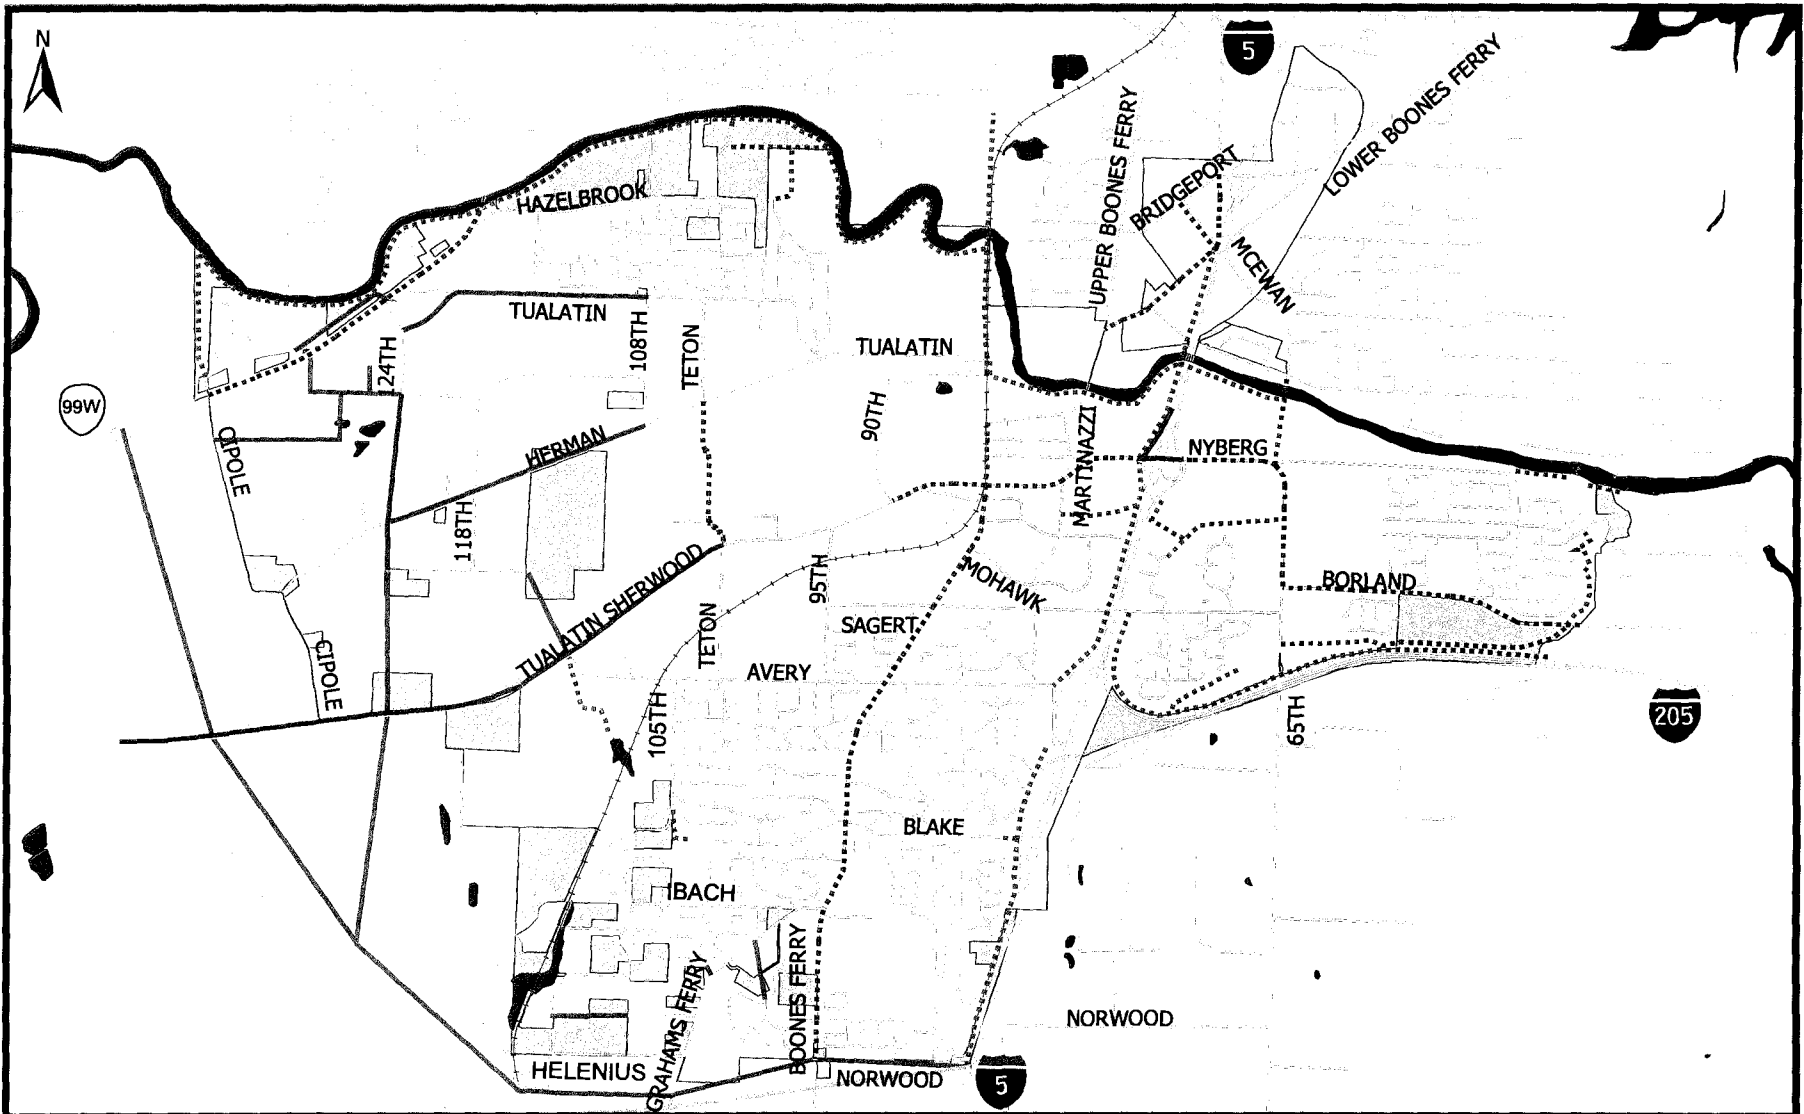 N
5
LOWER BOONES FERRY
UPPER BOONES FERRY
BRIDGEPORT
HAZELBROOK
MCEWAN
TUALATIN
108TH
TETON
TUALATIN
124TH
99W
90TH
MARTINAZZI
NYBERG
CIPOLE
HERMAN
118TH
TUALATIN SHERWOOD
95TH
MOHAWK
BORLAND
TETON
SAGERT
CIPOLE
AVERY
105TH
65TH
205
BLAKE
IBACH
GRAHAMS FERRY
BOONES FERRY
NORWOOD
HELENIUS
NORWOOD
5